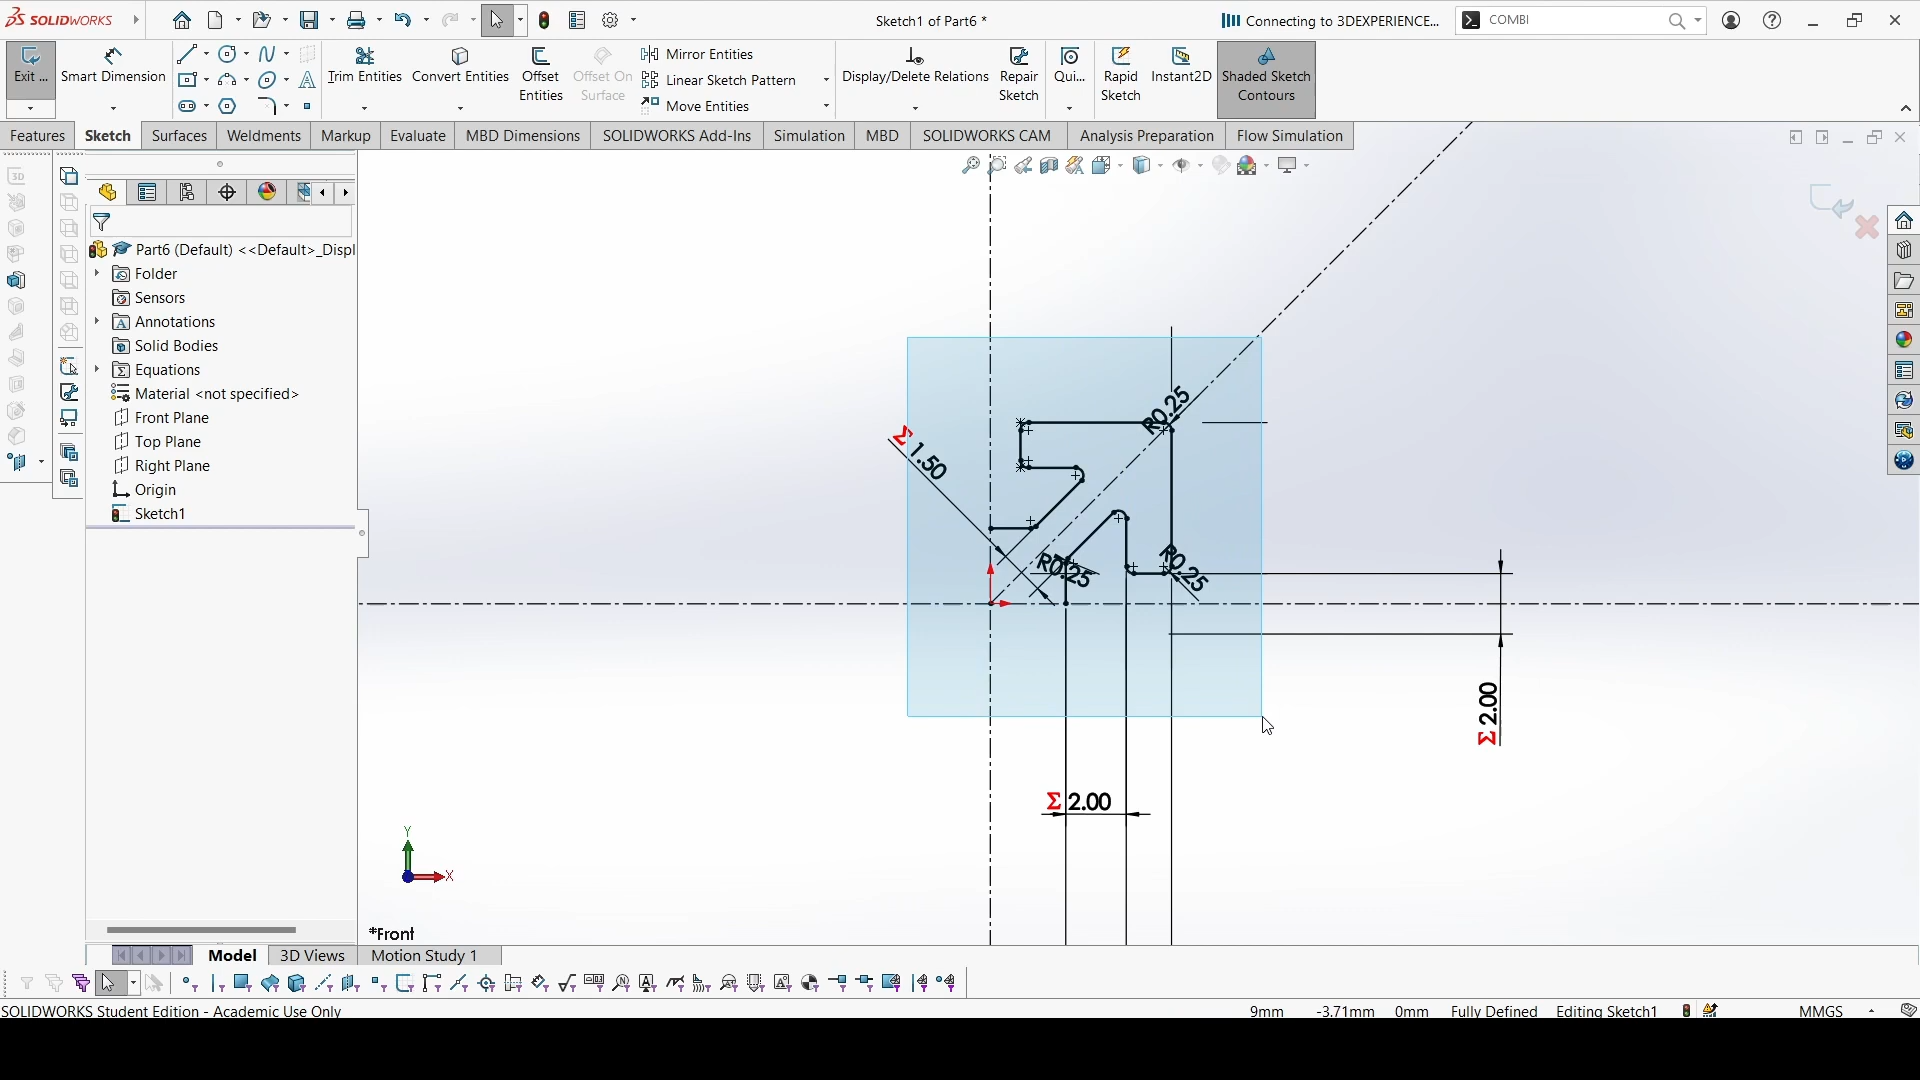 SOLIDWORKS
Sketch1 of Part6 *
Connecting to 3DEXPERIENCE...
COMBI
Exit ...
Smart Dimension
Trim Entities
Convert Entities
Offset Entities
Offset On Surface
Mirror Entities
Linear Sketch Pattern
Move Entities
Display/Delete Relations
Repair Sketch
Qui...
Rapid Sketch
Instant2D
Shaded Sketch Contours
Features
Sketch
Surfaces
Weldments
Markup
Evaluate
MBD Dimensions
SOLIDWORKS Add-Ins
Simulation
MBD
SOLIDWORKS CAM
Analysis Preparation
Flow Simulation
Part6 (Default) <<Default>_Displ
Folder
Sensors
Annotations
Solid Bodies
Equations
Material <not specified>
Front Plane
Top Plane
Right Plane
Origin
Sketch1
R0.25
Σ 1.50
R0.25
R0.25
Σ 2.00
Σ 2.00
Y
X
*Front
Model
3D Views
Motion Study 1
SOLIDWORKS Student Edition - Academic Use Only
9mm
-3.71mm
0mm
Fully Defined
Editing Sketch1
MMGS